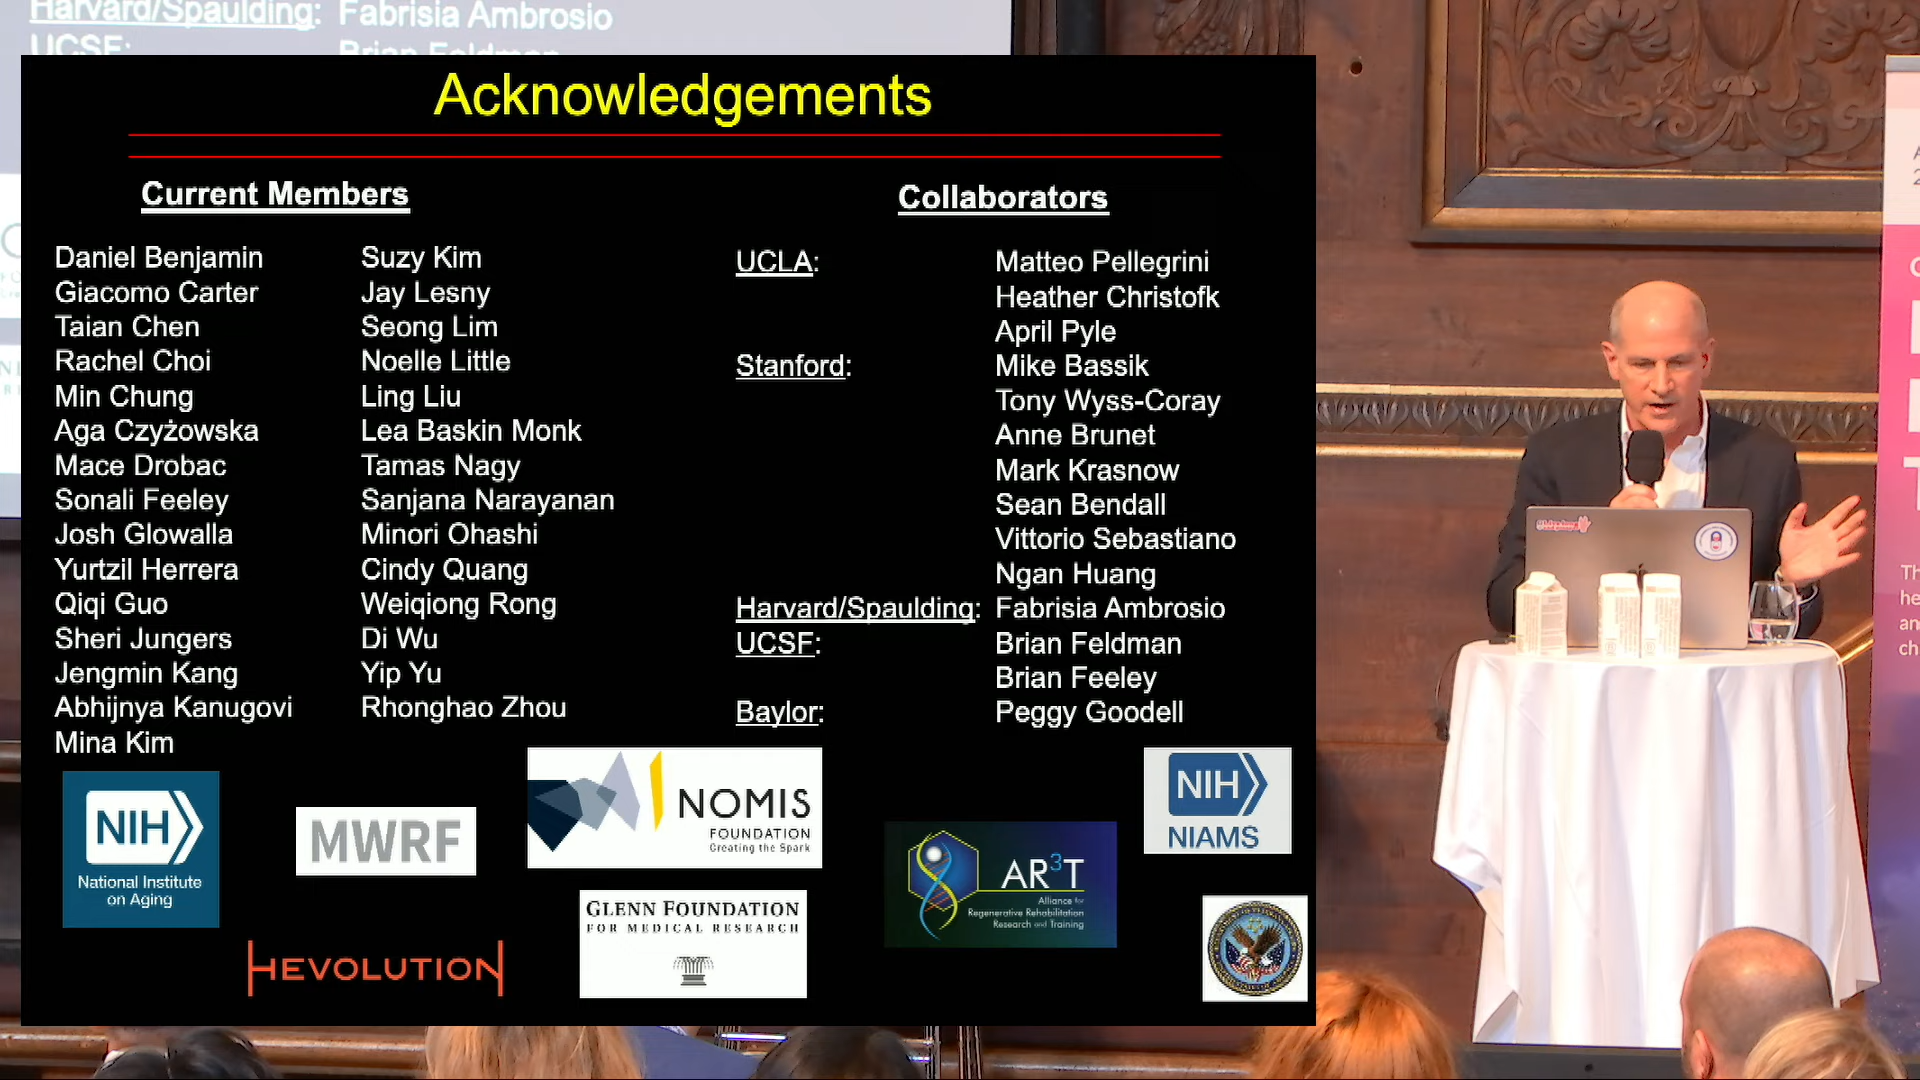 Harvard/Spaulding: Fabrisia Ambrosio
UCSF: Brian Feldman
Acknowledgements
Current Members
Daniel Benjamin
Giacomo Carter
Taian Chen
Rachel Choi
Min Chung
Aga Czyżowska
Mace Drobac
Sonali Feeley
Josh Glowalla
Yurtzil Herrera
Qiqi Guo
Sheri Jungers
Jengmin Kang
Abhijnya Kanugovi
Mina Kim
Suzy Kim
Jay Lesny
Seong Lim
Noelle Little
Ling Liu
Lea Baskin Monk
Tamas Nagy
Sanjana Narayanan
Minori Ohashi
Cindy Quang
Weiqiong Rong
Di Wu
Yip Yu
Rhonghao Zhou
Collaborators
UCLA: Matteo Pellegrini
Heather Christofk
April Pyle
Stanford: Mike Bassik
Tony Wyss-Coray
Anne Brunet
Mark Krasnow
Sean Bendall
Vittorio Sebastiano
Ngan Huang
Harvard/Spaulding: Fabrisia Ambrosio
UCSF: Brian Feldman
Brian Feeley
Baylor: Peggy Goodell
NIH
National Institute
on Aging
MWRF
NOMIS
FOUNDATION
Creating the Spark
GLENN FOUNDATION
FOR MEDICAL RESEARCH
HEVOLUTION
AR3T
Alliance for
Regenerative Rehabilitation
Research and Training
NIH
NIAMS